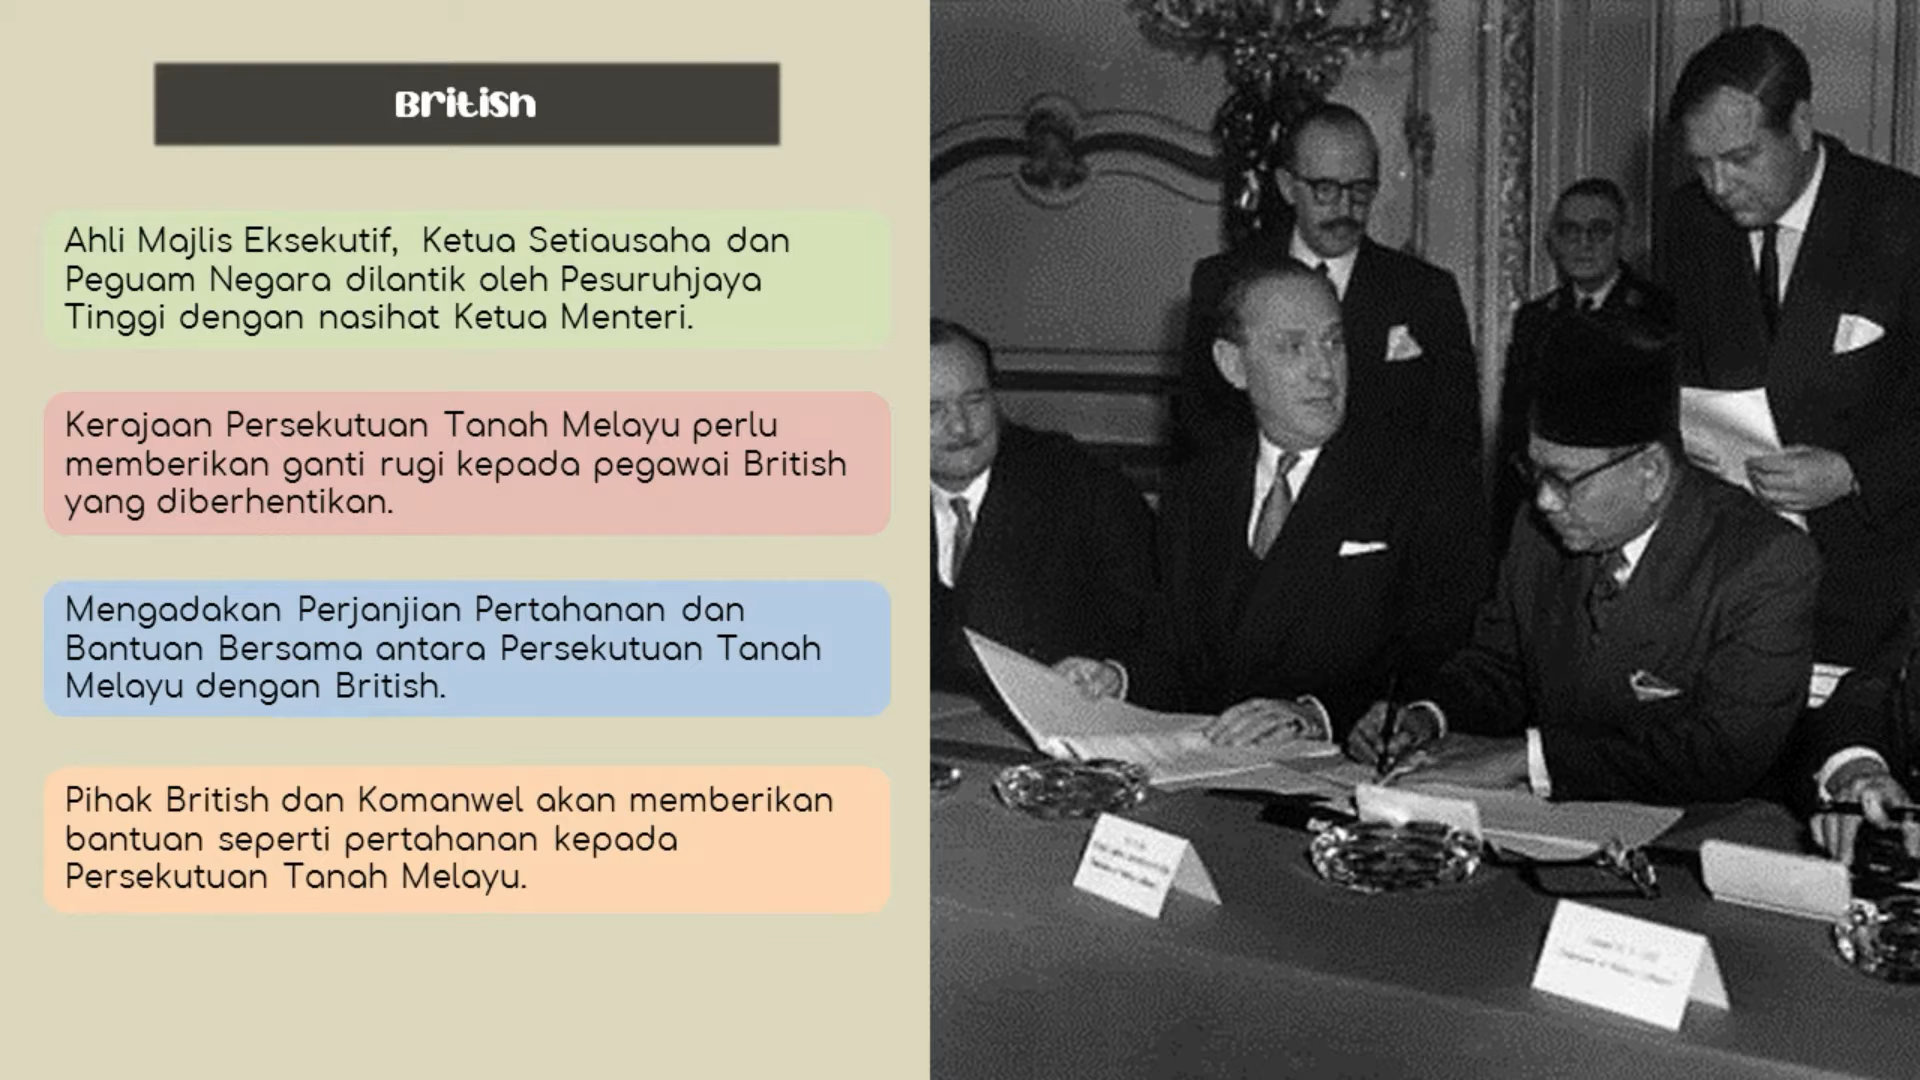 British
Ahli Majlis Eksekutif, Ketua Setiausaha dan
Peguam Negara dilantik oleh Pesuruhjaya
Tinggi dengan nasihat Ketua Menteri.
Kerajaan Persekutuan Tanah Melayu perlu
memberikan ganti rugi kepada pegawai British
yang diberhentikan.
Mengadakan Perjanjian Pertahanan dan
Bantuan Bersama antara Persekutuan Tanah
Melayu dengan British.
Pihak British dan Komanwel akan memberikan
bantuan seperti pertahanan kepada
Persekutuan Tanah Melayu.